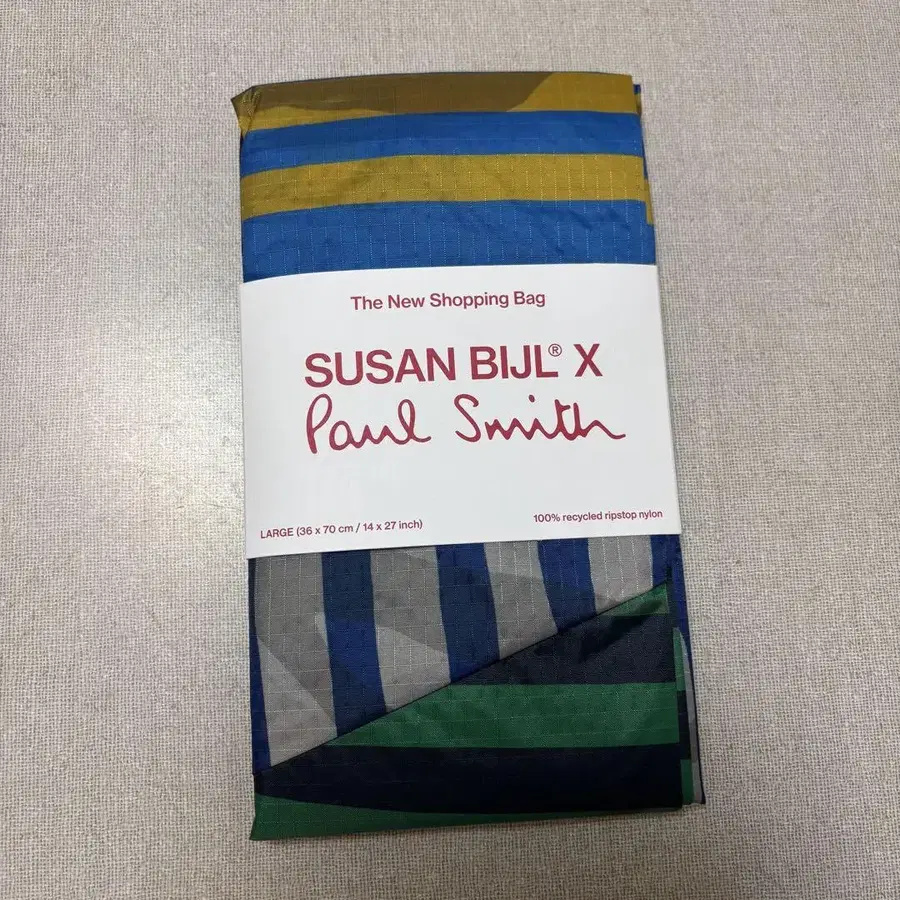 The New Shopping Bag
SUSAN BIJL® X
Paul Smith
LARGE (36 x 70 cm / 14 x 27 inch)
100% recycled ripstop nylon